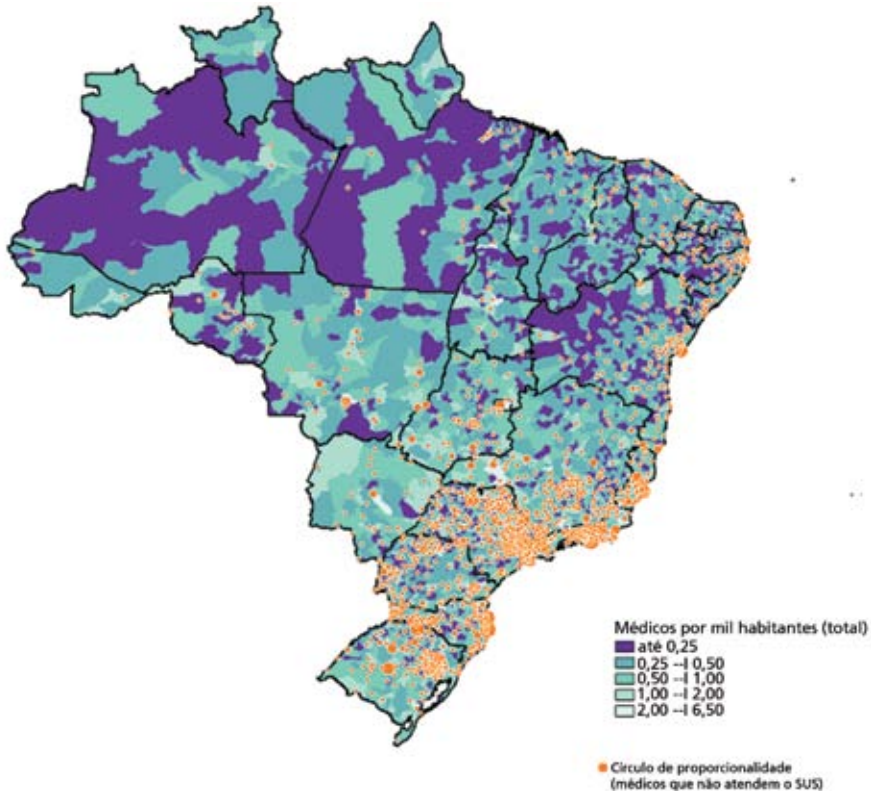 Médicos por mil habitantes (total)
até 0,25
0,25 --| 0,50
0,50 --| 1,00
1,00 --| 2,00
2,00 --| 6,50
Círculo de proporcionalidade
(médicos que não atendem o SUS)